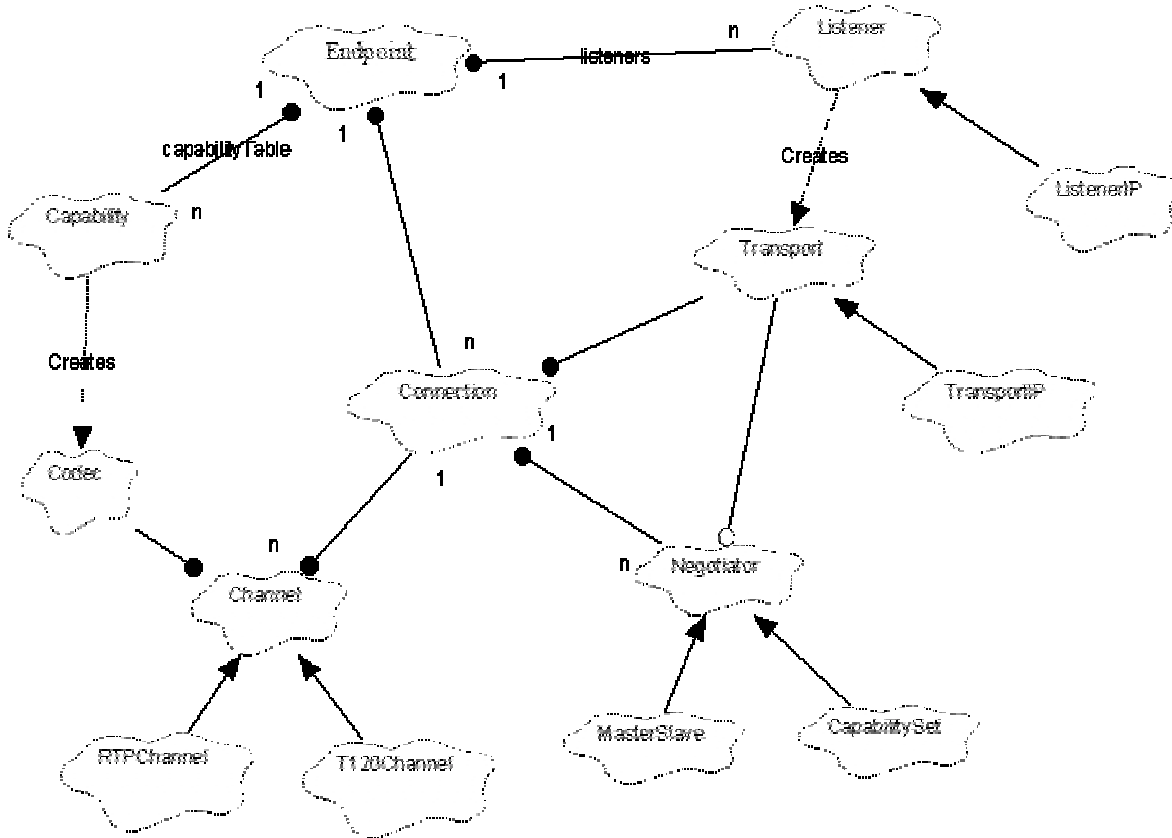 Listener
n
Endpoint
listeners
1
1
1
capabilityTable
Creates
ListenerIP
Capability
n
Transport
n
Creates
Connection
TransportIP
1
1
Codec
n
n
Negotiator
Channel
MasterSlave
CapabilitySet
RTPChannel
T120Channel